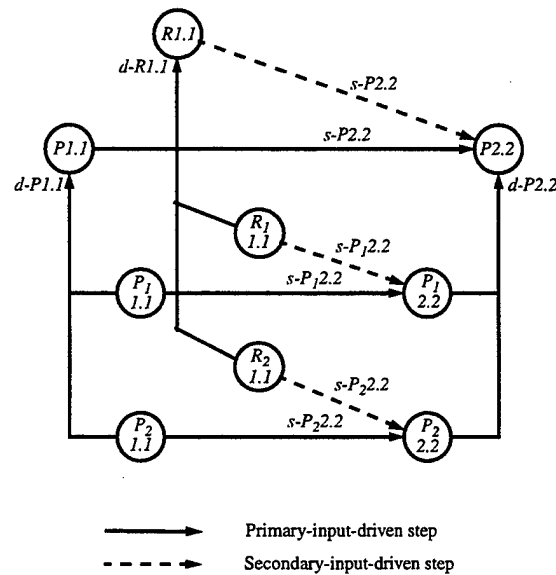 R1.1
d-R1.1
s-P2.2
s-P2.2
P1.1
P2.2
d-P1.1
d-P2.2
R1
1.1
s-P12.2
P1
1.1
s-P12.2
P1
2.2
R2
1.1
s-P22.2
P2
1.1
s-P22.2
P2
2.2
Primary-input-driven step
Secondary-input-driven step